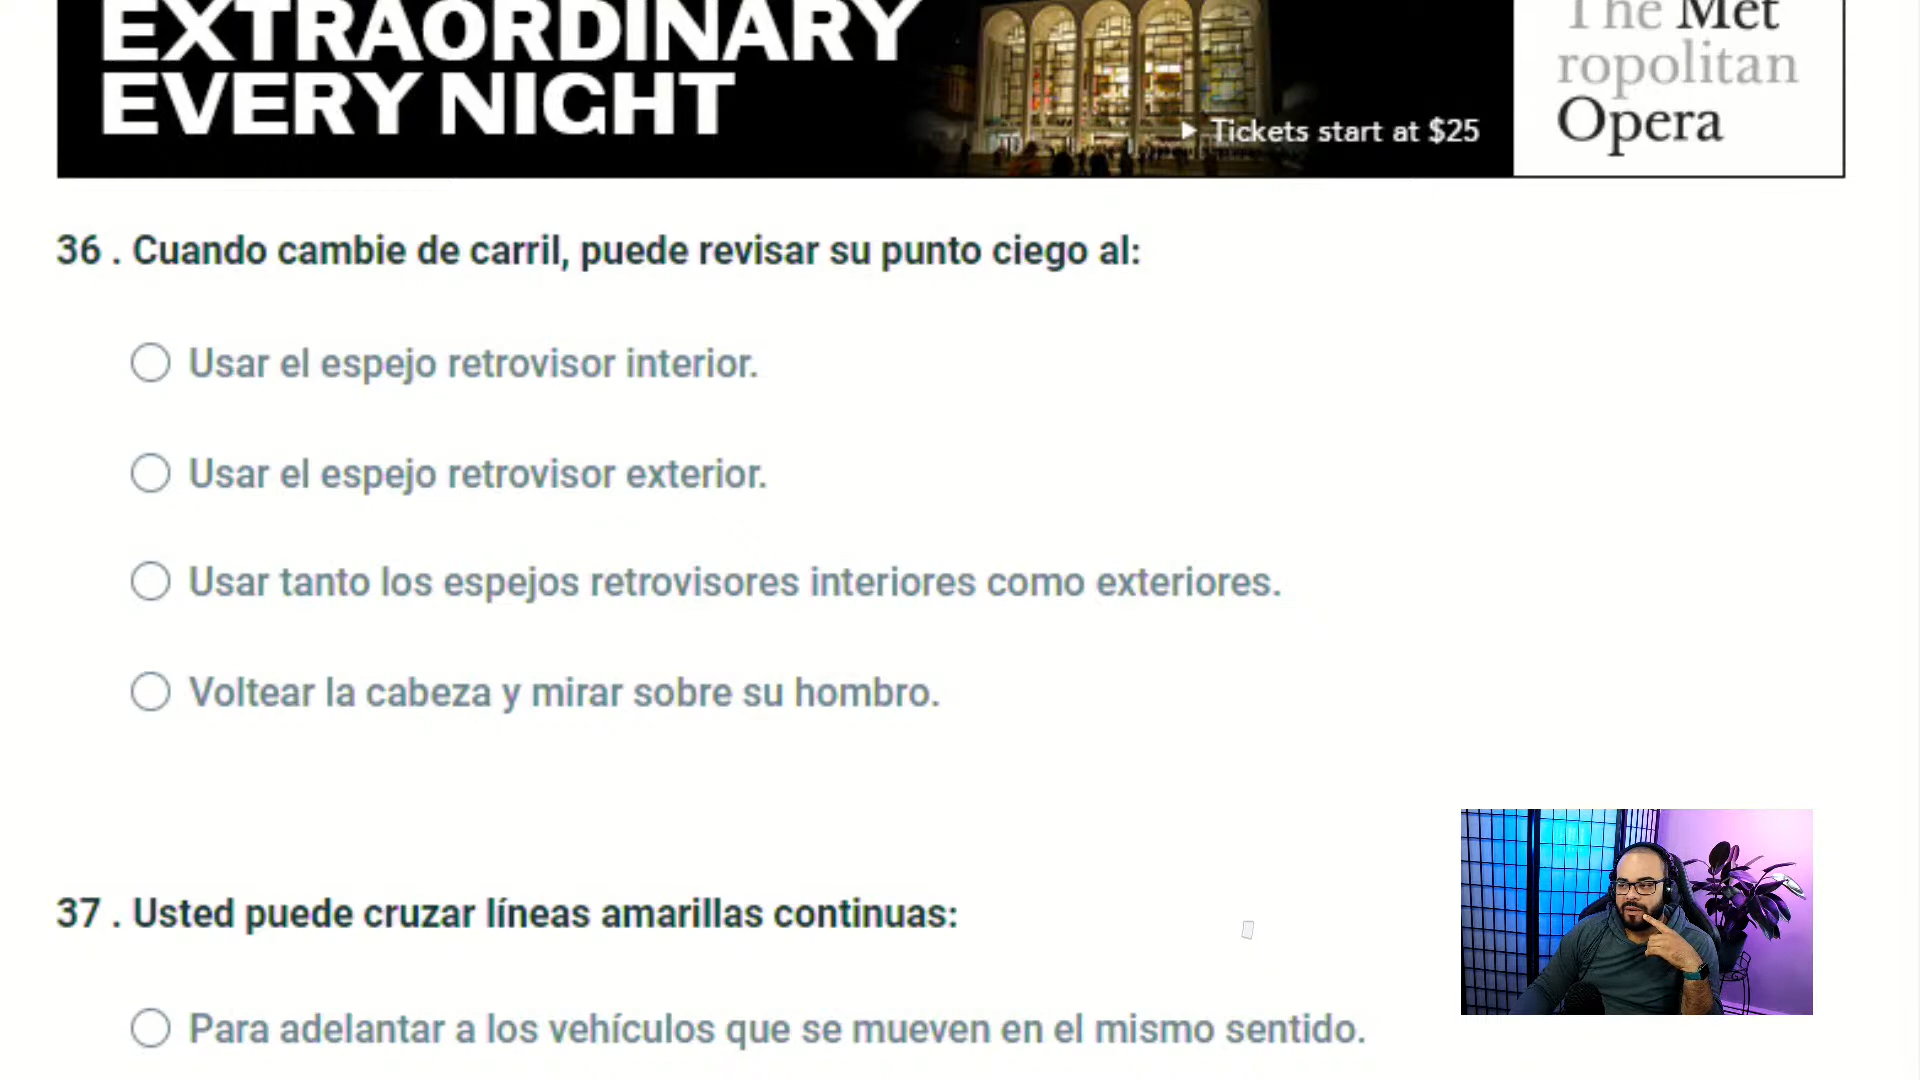 EXTRAORDINARY
EVERY NIGHT
Tickets start at $25
The Met
ropolitan
Opera
36 . Cuando cambie de carril, puede revisar su punto ciego al:
Usar el espejo retrovisor interior.
Usar el espejo retrovisor exterior.
Usar tanto los espejos retrovisores interiores como exteriores.
Voltear la cabeza y mirar sobre su hombro.
37 . Usted puede cruzar líneas amarillas continuas:
Para adelantar a los vehículos que se mueven en el mismo sentido.